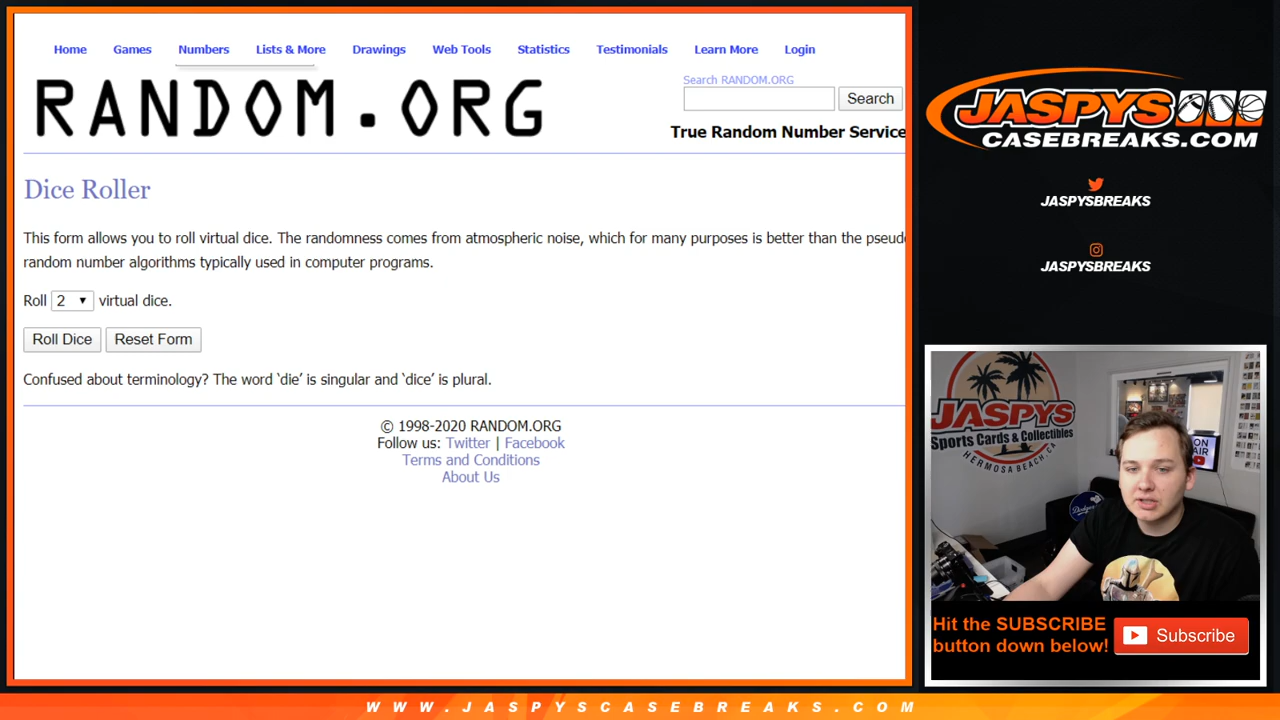 Home Games Numbers Lists & More Drawings Web Tools Statistics Testimonials Learn More Login
RANDOM.ORG
Search RANDOM.ORG
Search
True Random Number Service
Dice Roller
This form allows you to roll virtual dice. The randomness comes from atmospheric noise, which for many purposes is better than the pseudo
random number algorithms typically used in computer programs.
Roll 2 virtual dice.
Roll Dice Reset Form
Confused about terminology? The word ‘die’ is singular and ‘dice’ is plural.
© 1998-2020 RANDOM.ORG
Follow us: Twitter | Facebook
Terms and Conditions
About Us
JASPYS
CASEBREAKS.COM
JASPYSBREAKS
JASPYSBREAKS
JASPYS
Sports Cards & Collectibles
HERMOSA BEACH, CA
ON
AIR
Dodgers
Hit the SUBSCRIBE
button down below!
Subscribe
WWW.JASPYSCASEBREAKS.COM